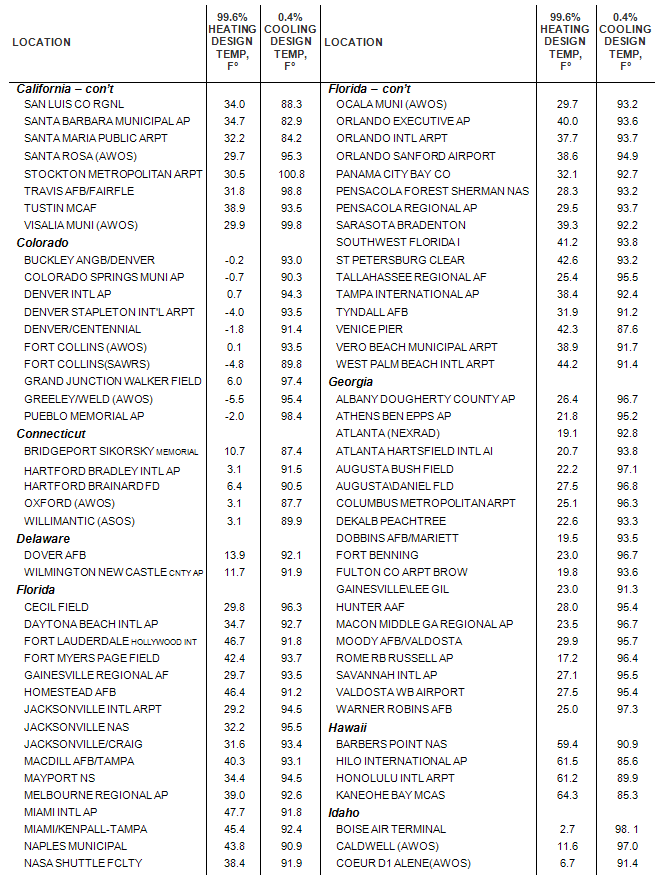 LOCATION 99.6% HEATING DESIGN TEMP, F° 0.4% COOLING DESIGN TEMP, F°
California – con't
SAN LUIS CO RGNL 34.0 88.3
SANTA BARBARA MUNICIPAL AP 34.7 82.9
SANTA MARIA PUBLIC ARPT 32.2 84.2
SANTA ROSA (AWOS) 29.7 95.3
STOCKTON METROPOLITAN ARPT 30.5 100.8
TRAVIS AFB/FAIRFLE 31.8 98.8
TUSTIN MCAF 38.9 93.5
VISALIA MUNI (AWOS) 29.9 99.8
Colorado
BUCKLEY ANGB/DENVER -0.2 93.0
COLORADO SPRINGS MUNI AP -0.7 90.3
DENVER INTL AP 0.7 94.3
DENVER STAPLETON INT'L ARPT -4.0 93.5
DENVER/CENTENNIAL -1.8 91.4
FORT COLLINS (AWOS) 0.1 93.5
FORT COLLINS(SAWRS) -4.8 89.8
GRAND JUNCTION WALKER FIELD 6.0 97.4
GREELEY/WELD (AWOS) -5.5 95.4
PUEBLO MEMORIAL AP -2.0 98.4
Connecticut
BRIDGEPORT SIKORSKY MEMORIAL 10.7 87.4
HARTFORD BRADLEY INTL AP 3.1 91.5
HARTFORD BRAINARD FD 6.4 90.5
OXFORD (AWOS) 3.1 87.7
WILLIMANTIC (ASOS) 3.1 89.9
Delaware
DOVER AFB 13.9 92.1
WILMINGTON NEW CASTLE CNTY AP 11.7 91.9
Florida
CECIL FIELD 29.8 96.3
DAYTONA BEACH INTL AP 34.7 92.7
FORT LAUDERDALE HOLLYWOOD INT 46.7 91.8
FORT MYERS PAGE FIELD 42.4 93.7
GAINESVILLE REGIONAL AF 29.7 93.5
HOMESTEAD AFB 46.4 91.2
JACKSONVILLE INTL ARPT 29.2 94.5
JACKSONVILLE NAS 32.2 95.5
JACKSONVILLE/CRAIG 31.6 93.4
MACDILL AFB/TAMPA 40.3 93.1
MAYPORT NS 34.4 94.5
MELBOURNE REGIONAL AP 39.0 92.6
MIAMI INTL AP 47.7 91.8
MIAMI/KENPALL-TAMPA 45.4 92.4
NAPLES MUNICIPAL 43.8 90.9
NASA SHUTTLE FCLTY 38.4 91.9
LOCATION 99.6% HEATING DESIGN TEMP, F° 0.4% COOLING DESIGN TEMP, F°
Florida – con't
OCALA MUNI (AWOS) 29.7 93.2
ORLANDO EXECUTIVE AP 40.0 93.6
ORLANDO INTL ARPT 37.7 93.7
ORLANDO SANFORD AIRPORT 38.6 94.9
PANAMA CITY BAY CO 32.1 92.7
PENSACOLA FOREST SHERMAN NAS 28.3 93.2
PENSACOLA REGIONAL AP 29.5 93.7
SARASOTA BRADENTON 39.3 92.2
SOUTHWEST FLORIDA I 41.2 93.8
ST PETERSBURG CLEAR 42.6 93.2
TALLAHASSEE REGIONAL AF 25.4 95.5
TAMPA INTERNATIONAL AP 38.4 92.4
TYNDALL AFB 31.9 91.2
VENICE PIER 42.3 87.6
VERO BEACH MUNICIPAL ARPT 38.9 91.7
WEST PALM BEACH INTL ARPT 44.2 91.4
Georgia
ALBANY DOUGHERTY COUNTY AP 26.4 96.7
ATHENS BEN EPPS AP 21.8 95.2
ATLANTA (NEXRAD) 19.1 92.8
ATLANTA HARTSFIELD INTL AI 20.7 93.8
AUGUSTA BUSH FIELD 22.2 97.1
AUGUSTA\DANIEL FLD 27.5 96.8
COLUMBUS METROPOLITAN ARPT 25.1 96.3
DEKALB PEACHTREE 22.6 93.3
DOBBINS AFB/MARIETT 19.5 93.5
FORT BENNING 23.0 96.7
FULTON CO ARPT BROW 19.8 93.6
GAINESVILLE\LEE GIL 23.0 91.3
HUNTER AAF 28.0 95.4
MACON MIDDLE GA REGIONAL AP 23.5 96.7
MOODY AFB/VALDOSTA 29.9 95.7
ROME RB RUSSELL AP 17.2 96.4
SAVANNAH INTL AP 27.1 95.5
VALDOSTA WB AIRPORT 27.5 95.4
WARNER ROBINS AFB 25.0 97.3
Hawaii
BARBERS POINT NAS 59.4 90.9
HILO INTERNATIONAL AP 61.5 85.6
HONOLULU INTL ARPT 61.2 89.9
KANEOHE BAY MCAS 64.3 85.3
Idaho
BOISE AIR TERMINAL 2.7 98. 1
CALDWELL (AWOS) 11.6 97.0
COEUR D1 ALENE(AWOS) 6.7 91.4